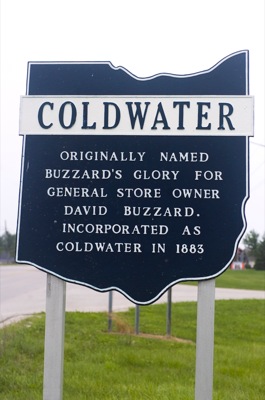 COLDWATER
ORIGINALLY NAMED
BUZZARD'S GLORY FOR
GENERAL STORE OWNER
DAVID BUZZARD.
INCORPORATED AS
COLDWATER IN 1883